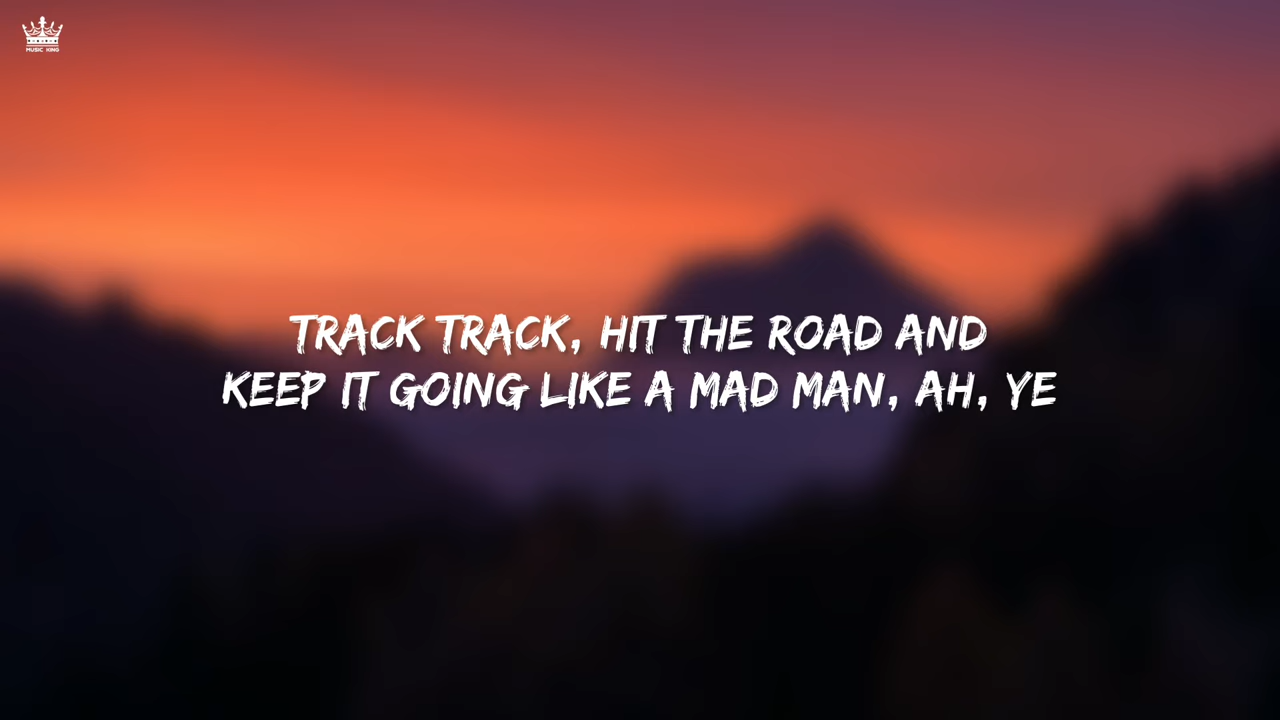 MUSIC KING
TRACK TRACK, HIT THE ROAD AND
KEEP IT GOING LIKE A MAD MAN, AH, YE